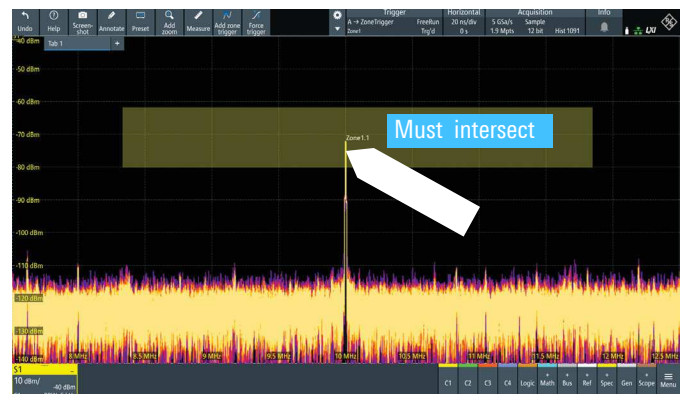 Trigger
Horizontal
Acquisition
Info
A → ZoneTrigger FreeRun
20 ns/div
5 GSa/s Sample
Undo
Help
Screen-
shot
Annotate
Preset
Add
zoom
Measure
Add zone
trigger
Force
trigger
Zone1 Trig'd
0 s
1.9 Mpts 12 bit Hist 1091
LXI
Tab 1 +
-40 dBm
-50 dBm
-60 dBm
-70 dBm
Zone1.1
Must intersect
-80 dBm
-90 dBm
-100 dBm
-110 dBm
-120 dBm
-130 dBm
-140 dBm
8 MHz
8.5 MHz
9 MHz
9.5 MHz
10 MHz
10.5 MHz
11 MHz
11.5 MHz
12 MHz
12.5 MHz
S1
10 dBm/
-40 dBm
C1
C2
C3
C4
Logic
Math
Bus
Ref
Spec
Gen
Scope
Menu